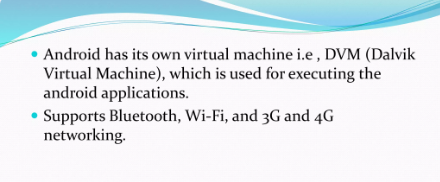 • Android has its own virtual machine i.e , DVM (Dalvik
Virtual Machine), which is used for executing the
android applications.
• Supports Bluetooth, Wi-Fi, and 3G and 4G
networking.